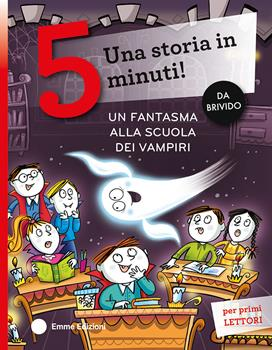 5
Una storia in
minuti!
DA
BRIVIDO
UN FANTASMA
ALLA SCUOLA
DEI VAMPIRI
per primi
LETTORI
Emme Edizioni